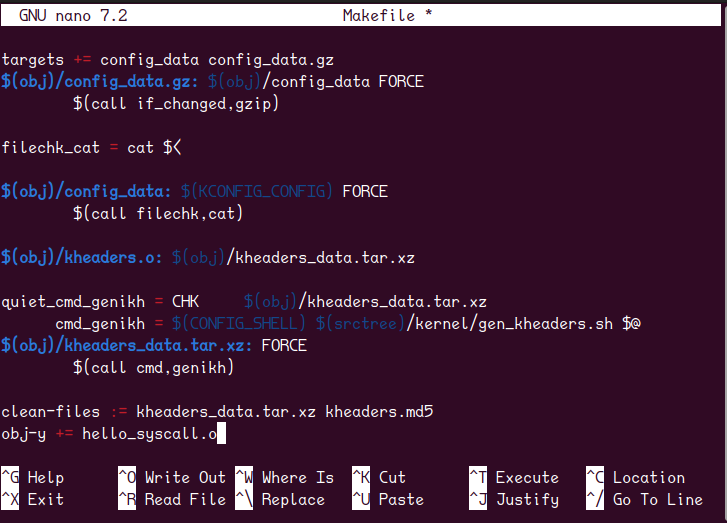 GNU nano 7.2 Makefile *
targets += config_data config_data.gz
$(obj)/config_data.gz: $(obj)/config_data FORCE
        $(call if_changed,gzip)
filechk_cat = cat $<
$(obj)/config_data: $(KCONFIG_CONFIG) FORCE
        $(call filechk,cat)
$(obj)/kheaders.o: $(obj)/kheaders_data.tar.xz
quiet_cmd_genikh = CHK     $(obj)/kheaders_data.tar.xz
      cmd_genikh = $(CONFIG_SHELL) $(srctree)/kernel/gen_kheaders.sh $@
$(obj)/kheaders_data.tar.xz: FORCE
        $(call cmd,genikh)
clean-files := kheaders_data.tar.xz kheaders.md5
obj-y += hello_syscall.o
^G Help ^O Write Out ^W Where Is ^K Cut ^T Execute ^C Location
^X Exit ^R Read File ^\ Replace ^U Paste ^J Justify ^/ Go To Line